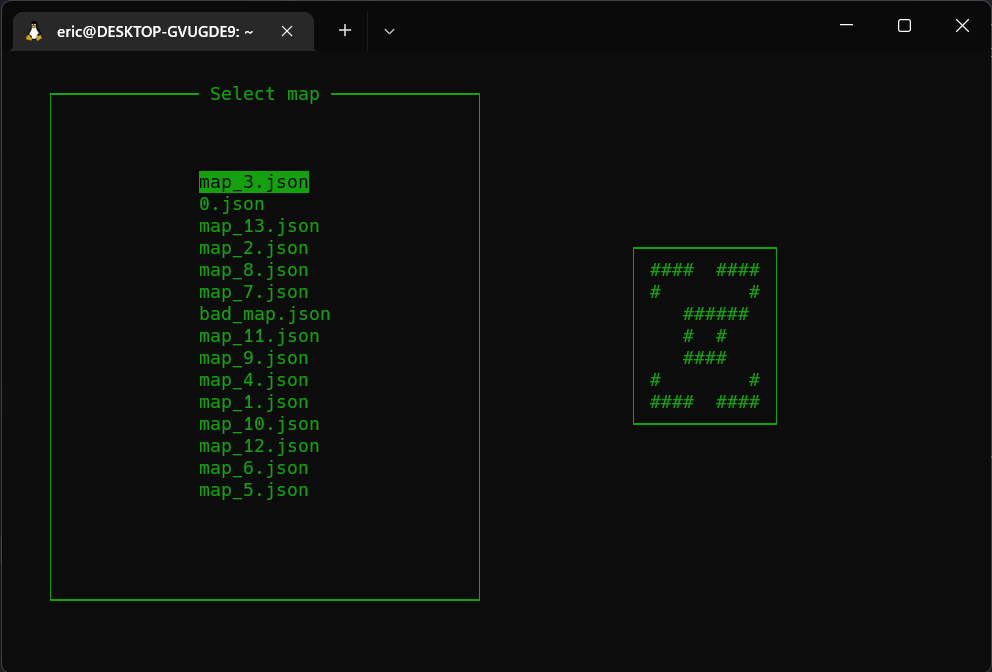 eric@DESKTOP-GVUGDE9: ~
Select map
map_3.json
0.json
map_13.json
map_2.json
map_8.json
map_7.json
bad_map.json
map_11.json
map_9.json
map_4.json
map_1.json
map_10.json
map_12.json
map_6.json
map_5.json
####  ####
#        #
   ######
   #  #
   ####
#        #
####  ####